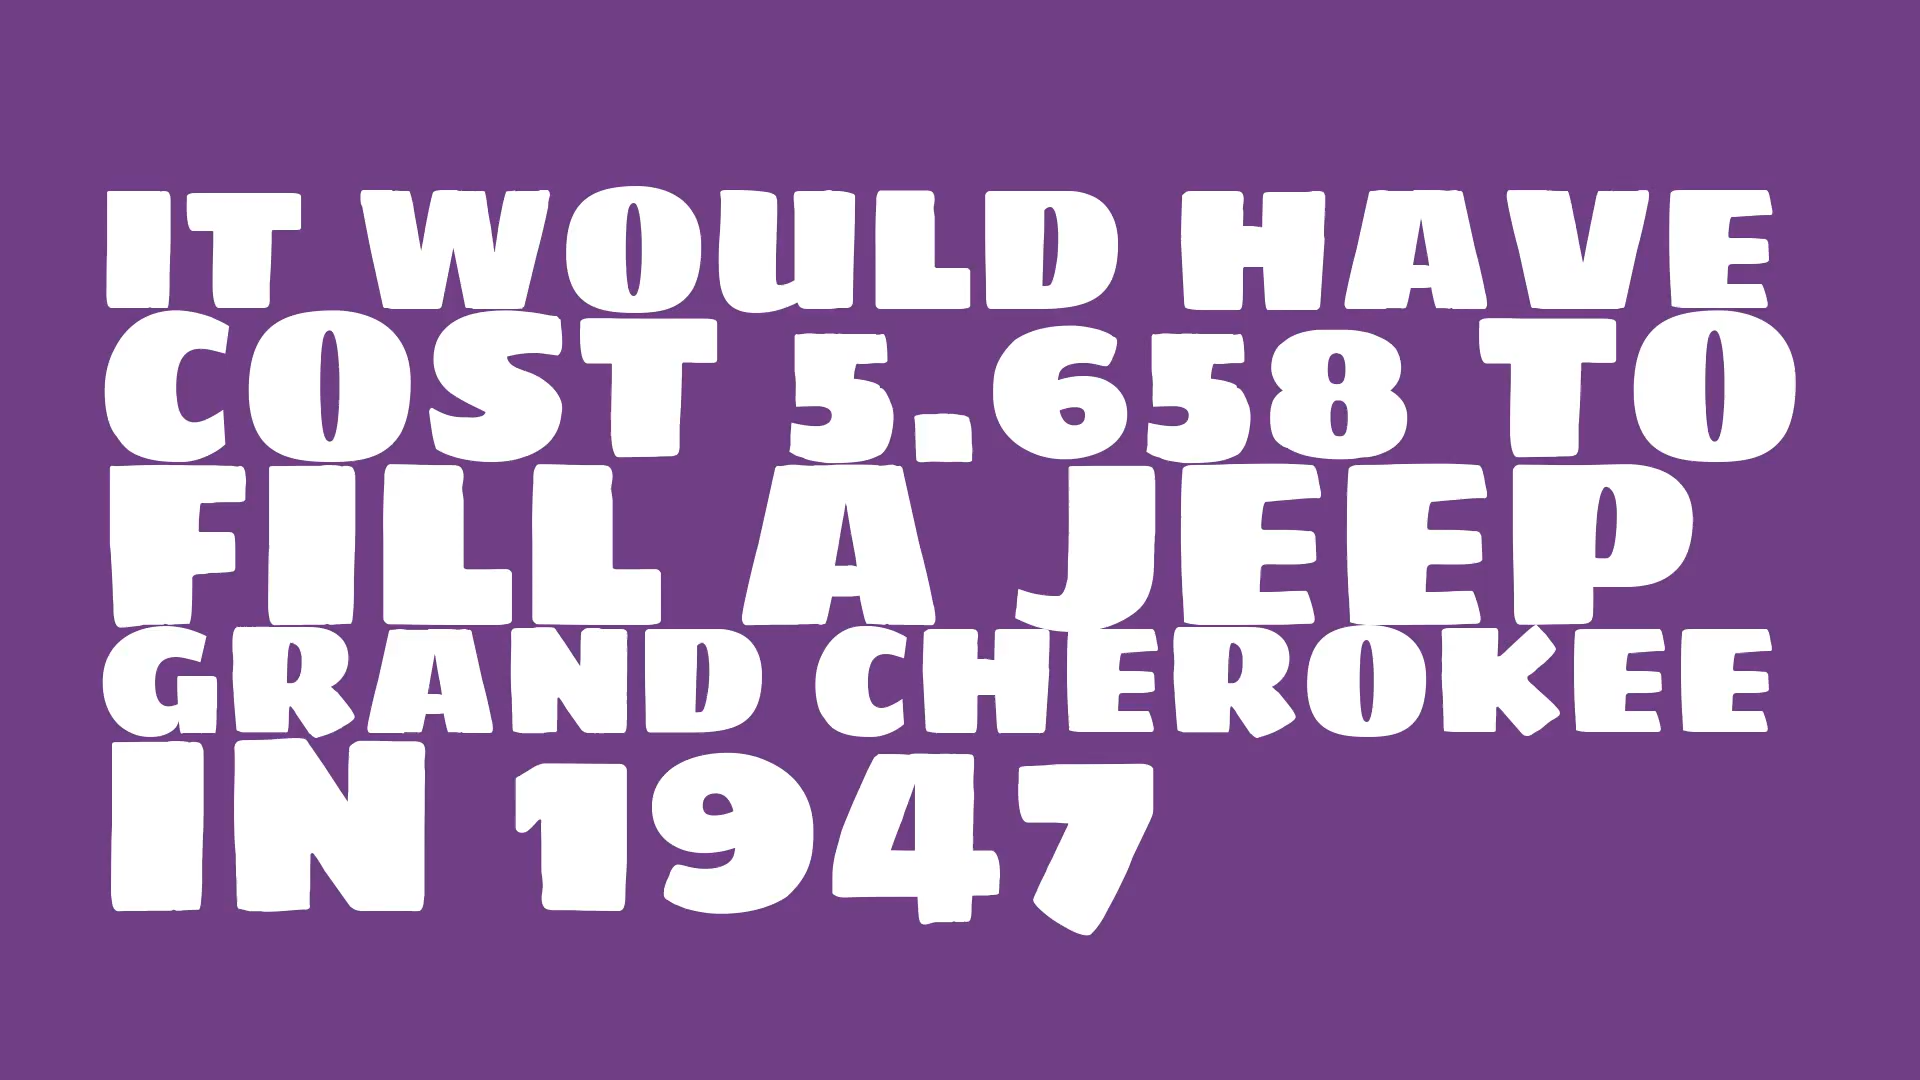 IT WOULD HAVE
COST 5.658 TO
FILL A JEEP
GRAND CHEROKEE
IN 1947